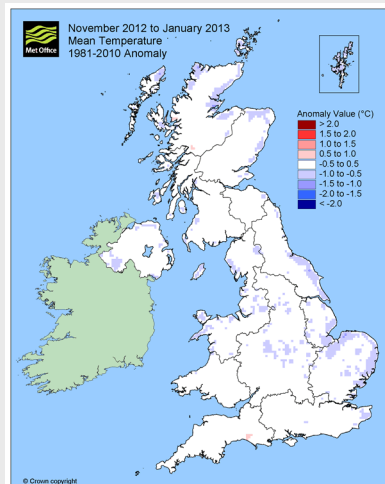 Met Office
November 2012 to January 2013
Mean Temperature
1981-2010 Anomaly
Anomaly Value (°C)
> 2.0
1.5 to 2.0
1.0 to 1.5
0.5 to 1.0
-0.5 to 0.5
-1.0 to -0.5
-1.5 to -1.0
-2.0 to -1.5
< -2.0
© Crown copyright